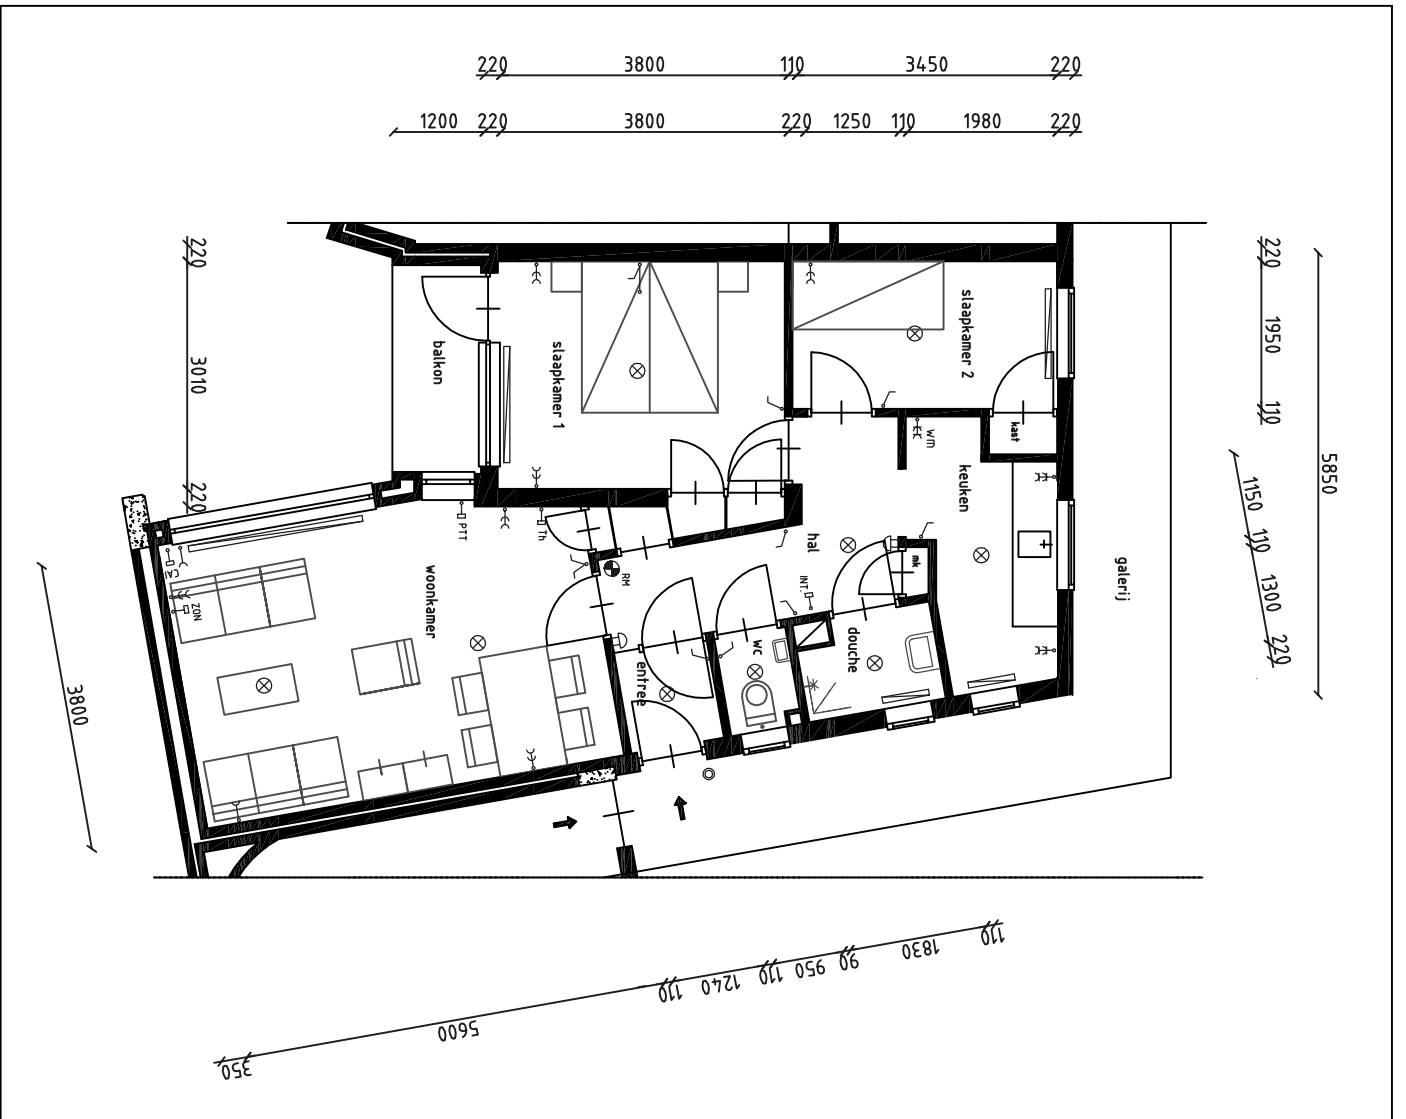 220 3800 110 3450 220
1200 220 3800 220 1250 110 1980 220
220
3010
220
220
1950
110
5850
1150
110
1300
220
3800
balkon
slaapkamer 1
slaapkamer 2
kast
wm
keuken
galerij
hal
mk
INT.
RM
Th
PTT
woonkamer
ZON
entree
wc
douche
350 5600 110 1240 110 950 90 1830 110